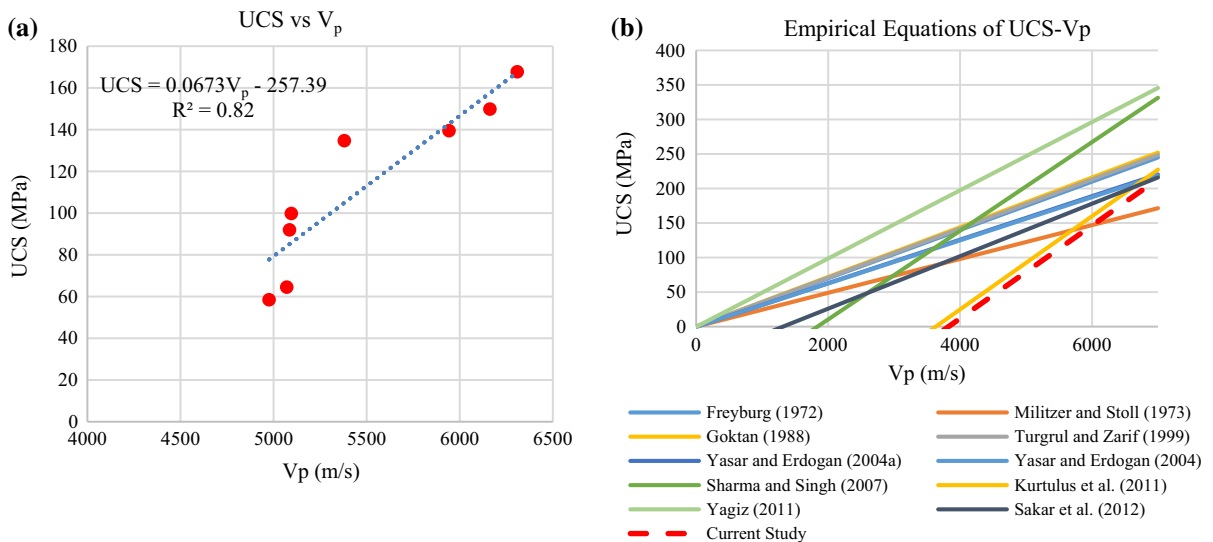 (a)
UCS vs Vp
UCS = 0.0673Vp - 257.39
R² = 0.82
180
160
140
120
100
80
60
40
20
0
UCS (MPa)
4000 4500 5000 5500 6000 6500
Vp (m/s)
(b)
Empirical Equations of UCS-Vp
400
350
300
250
200
150
100
50
0
UCS (MPa)
0 2000 4000 6000
Vp (m/s)
Freyburg (1972) Militzer and Stoll (1973)
Goktan (1988) Turgrul and Zarif (1999)
Yasar and Erdogan (2004a) Yasar and Erdogan (2004)
Sharma and Singh (2007) Kurtulus et al. (2011)
Yagiz (2011) Sakar et al. (2012)
Current Study